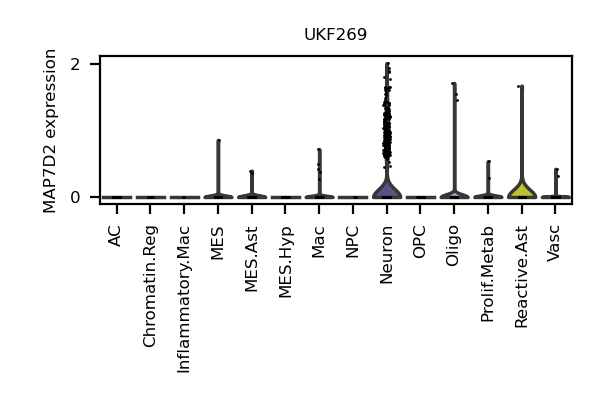 UKF269
MAP7D2 expression
2
0
AC
Chromatin.Reg
Inflammatory.Mac
MES
MES.Ast
MES.Hyp
Mac
NPC
Neuron
OPC
Oligo
Prolif.Metab
Reactive.Ast
Vasc